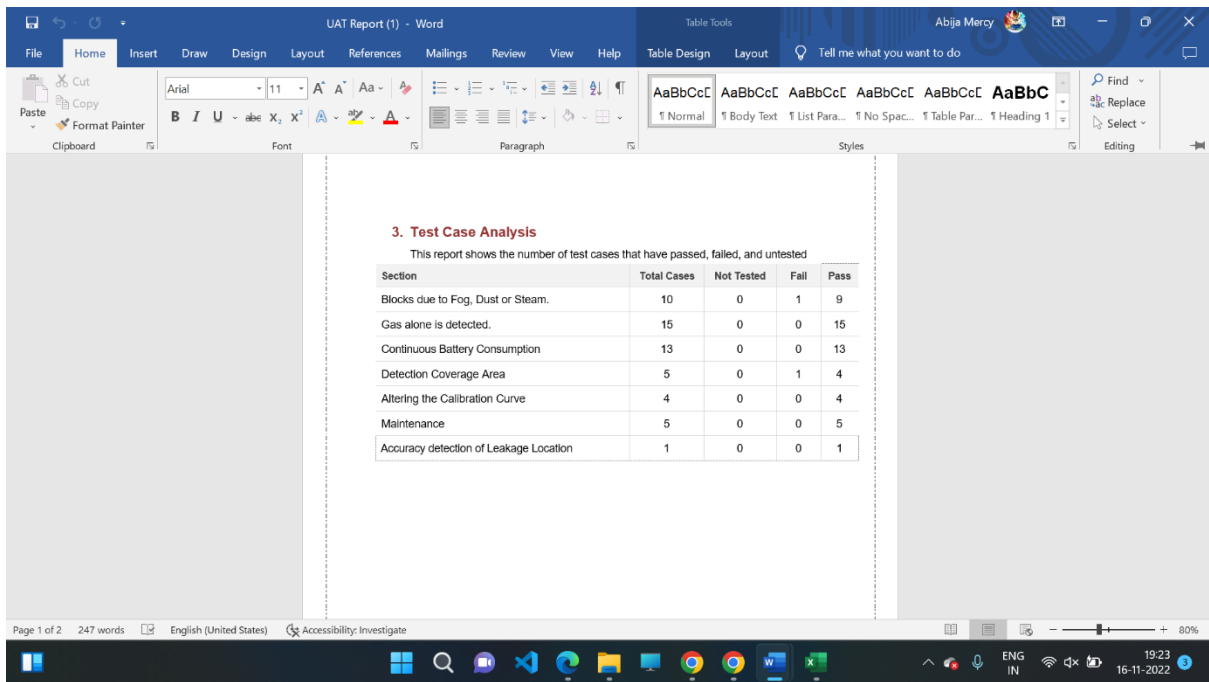 UAT Report (1) - Word
Table Tools
Abija Mercy
File Home Insert Draw Design Layout References Mailings Review View Help Table Design Layout Tell me what you want to do
Cut
Copy
Paste
Format Painter
Clipboard
Arial 11
Font
Paragraph
AaBbCcD AaBbCcD AaBbCcD AaBbCcD AaBbCcD AaBbC
¶ Normal ¶ Body Text ¶ List Para... ¶ No Spac... ¶ Table Par... ¶ Heading 1
Styles
Find
Replace
Select
Editing
3. Test Case Analysis
This report shows the number of test cases that have passed, failed, and untested
Section Total Cases Not Tested Fail Pass
Blocks due to Fog, Dust or Steam. 10 0 1 9
Gas alone is detected. 15 0 0 15
Continuous Battery Consumption 13 0 0 13
Detection Coverage Area 5 0 1 4
Altering the Calibration Curve 4 0 0 4
Maintenance 5 0 0 5
Accuracy detection of Leakage Location 1 0 0 1
Page 1 of 2 247 words English (United States) Accessibility: Investigate 80%
ENG
IN
19:23
16-11-2022
3